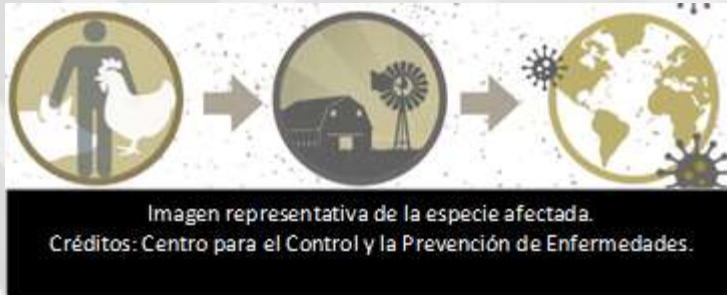 Imagen representativa de la especie afectada.
Créditos: Centro para el Control y la Prevención de Enfermedades.